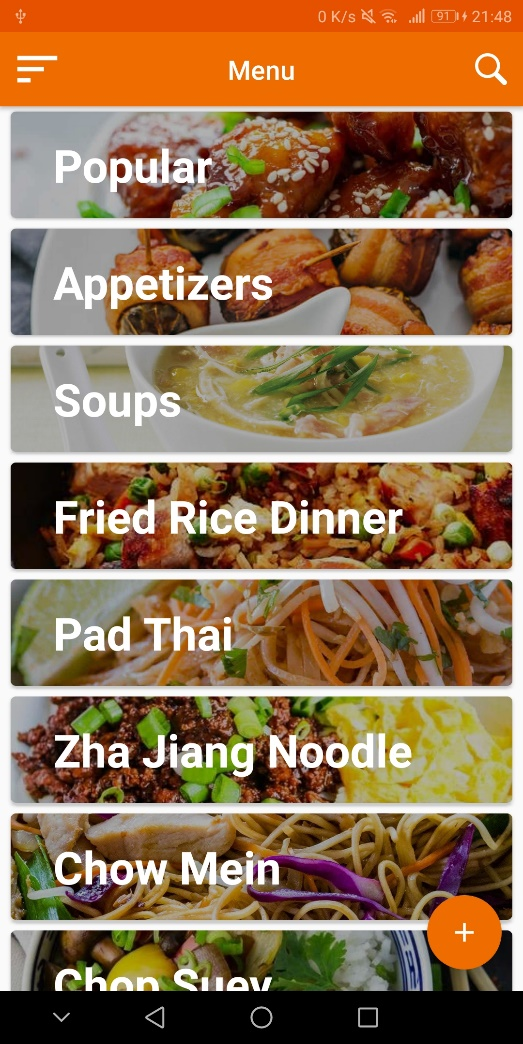 0 K/s 91 21:48
Menu
Popular
Appetizers
Soups
Fried Rice Dinner
Pad Thai
Zha Jiang Noodle
Chow Mein
Chop Suey
+